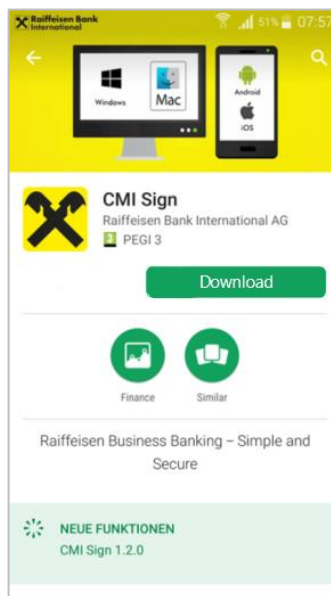 Raiffeisen Bank
International
51% 07:57
Windows
Mac
Android
iOS
CMI Sign
Raiffeisen Bank International AG
3 PEGI 3
Download
Finance Similar
Raiffeisen Business Banking – Simple and
Secure
NEUE FUNKTIONEN
CMI Sign 1.2.0